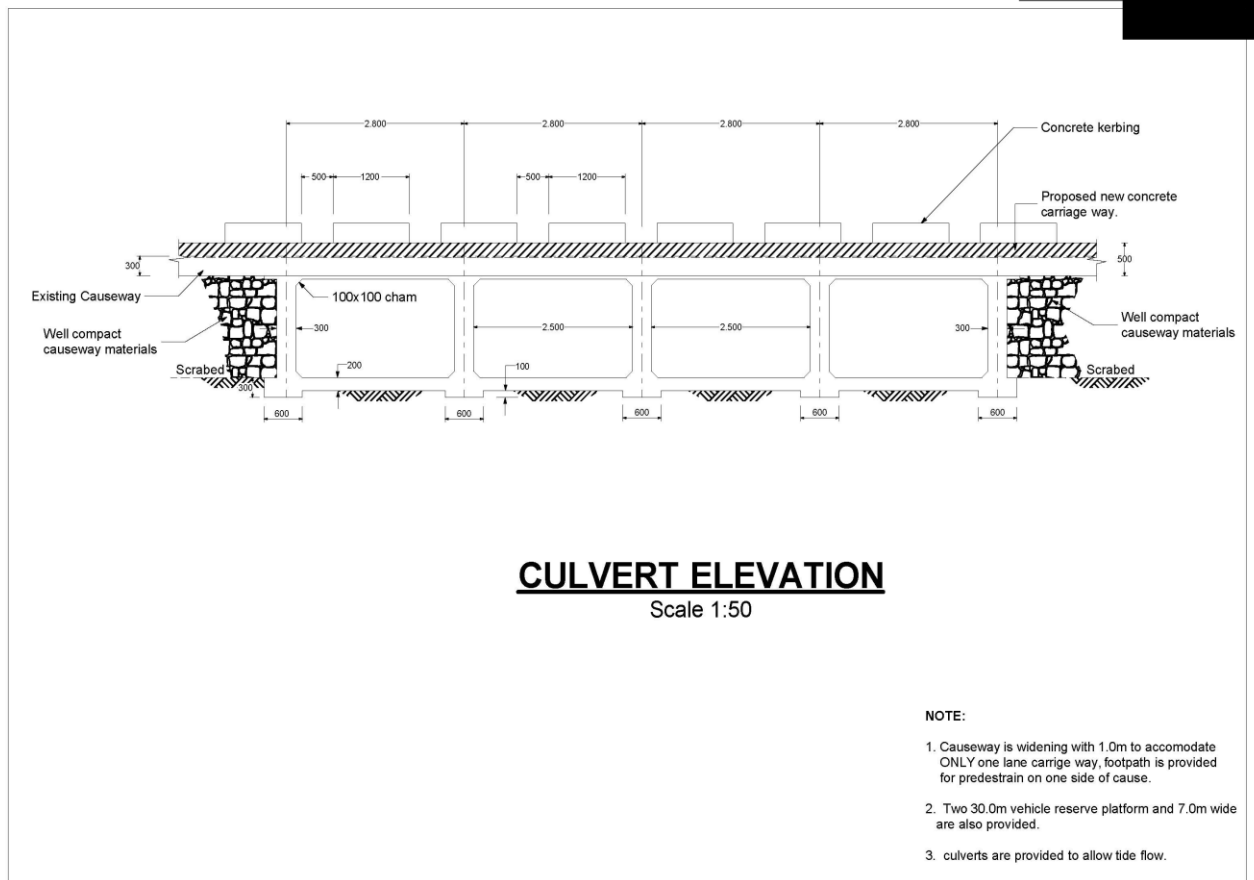 2.800
2.800
2.800
2.800
Concrete kerbing
500
1200
500
1200
Proposed new concrete
carriage way.
300
500
Existing Causeway
100x100 cham
Well compact
causeway materials
300
2.500
2.500
300
Well compact
causeway materials
Scrabed
200
100
Scrabed
300
600
600
600
600
600
CULVERT ELEVATION
Scale 1:50
NOTE:
1. Causeway is widening with 1.0m to accomodate
ONLY one lane carrige way, footpath is provided
for predestrain on one side of cause.
2. Two 30.0m vehicle reserve platform and 7.0m wide
are also provided.
3. culverts are provided to allow tide flow.